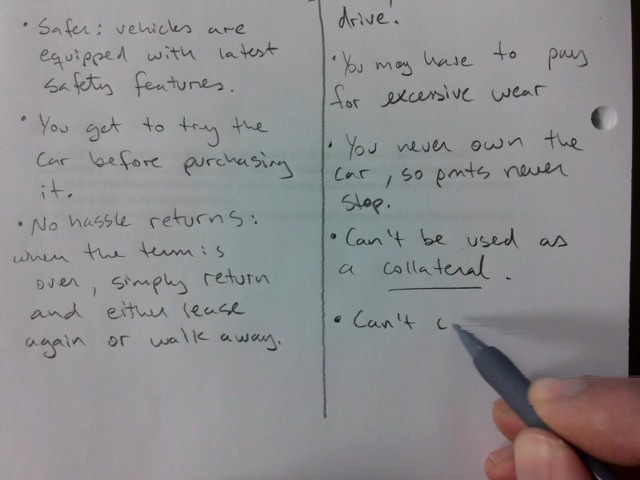 • Safer: vehicles are
equipped with latest
safety features.
• You get to try the
car before purchasing
it.
• No hassle returns:
when the term is
over, simply return
and either lease
again or walk away.
drive!
• You may have to pay
for excessive wear
• You never own the
car, so pmts never
stop.
• Can't be used as
a collateral.
• Can't c